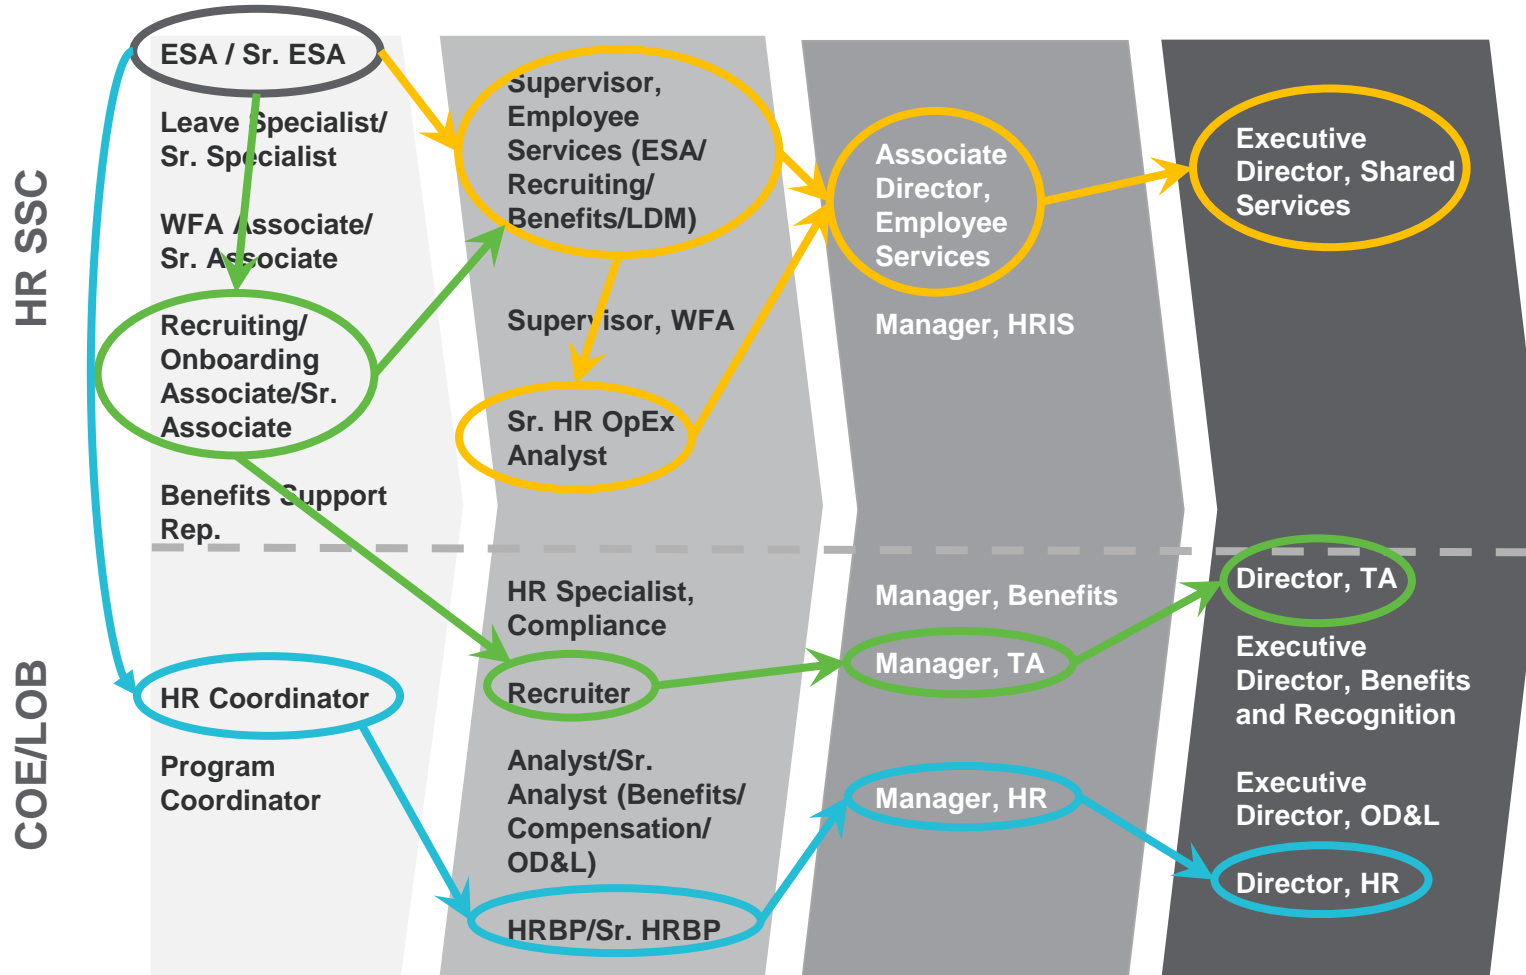 HR SSC
ESA / Sr. ESA
Leave Specialist/
Sr. Specialist
WFA Associate/
Sr. Associate
Recruiting/
Onboarding
Associate/Sr.
Associate
Benefits Support
Rep.
Supervisor,
Employee
Services (ESA/
Recruiting/
Benefits/LDM)
Supervisor, WFA
Sr. HR OpEx
Analyst
Associate
Director,
Employee
Services
Manager, HRIS
Executive
Director, Shared
Services
COE/LOB
HR Coordinator
Program
Coordinator
HR Specialist,
Compliance
Recruiter
Analyst/Sr.
Analyst (Benefits/
Compensation/
OD&L)
HRBP/Sr. HRBP
Manager, Benefits
Manager, TA
Manager, HR
Director, TA
Executive
Director, Benefits
and Recognition
Executive
Director, OD&L
Director, HR